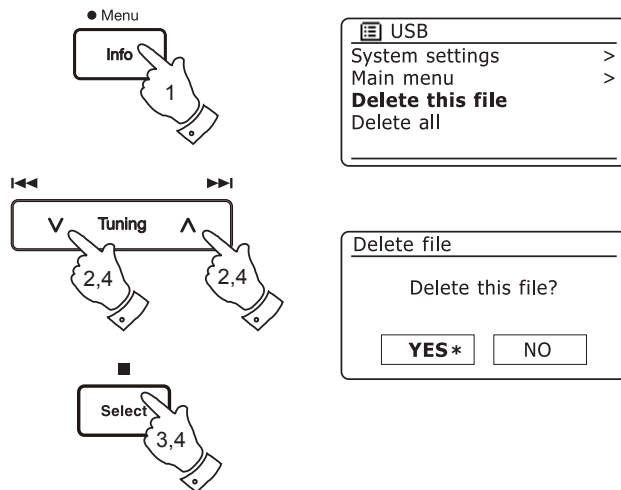 Menu
Info
1
Tuning
2,4
2,4
Select
3,4
USB
System settings >
Main menu >
Delete this file
Delete all
Delete file
Delete this file?
YES*
NO